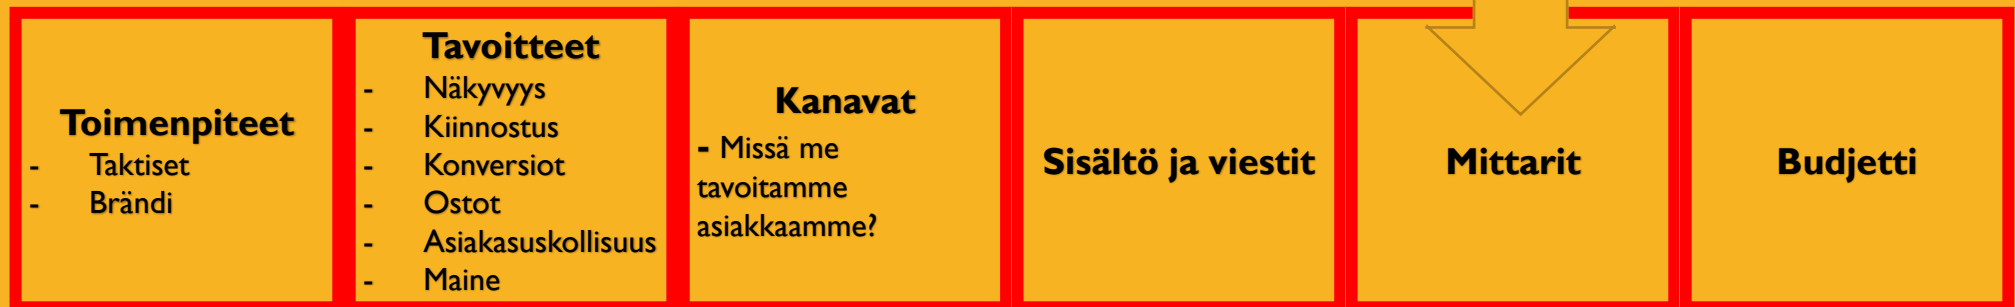 Toimenpiteet
- Taktiset
- Brändi
Tavoitteet
- Näkyvyys
- Kiinnostus
- Konversiot
- Ostot
- Asiakasuskollisuus
- Maine
Kanavat
- Missä me
tavoitamme
asiakkaamme?
Sisältö ja viestit
Mittarit
Budjetti